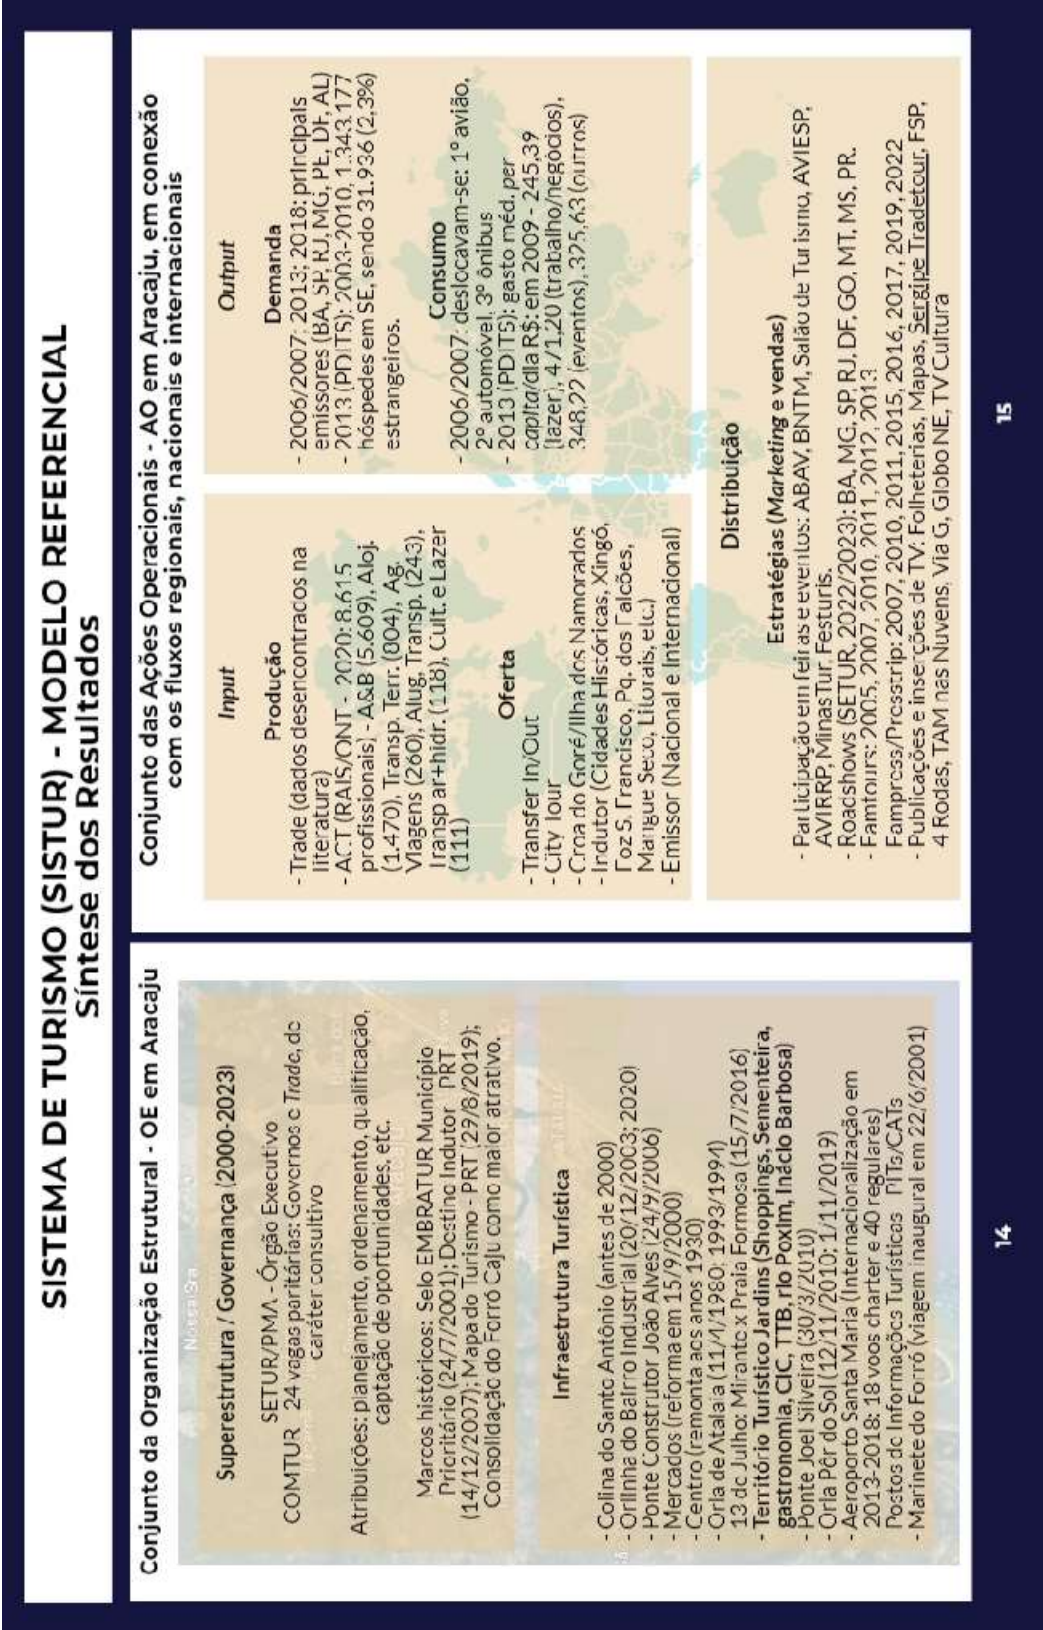 SISTEMA DE TURISMO (SISTUR) - MODELO REFERENCIAL
Síntese dos Resultados
Conjunto da Organização Estrutural - OE em Aracaju
Superestrutura / Governança (2000-2023)
SETUR/PMA - Órgão Executivo
COMTUR 24 vagas paritárias: Governos e Trade, de
caráter consultivo
Atribuições: planejamento, ordenamento, qualificação,
captação de oportunidades, etc.
Marcos históricos: Selo EMBRATUR Município
Prioritário (24/7/2001); Destino Indutor PRT
(14/12/2007); Mapa do Turismo - PRT (29/8/2019);
Consolidação do Forró Caju como maior atrativo.
Infraestrutura Turística
- Colina do Santo Antônio (antes de 2000)
- Orlinha do Bairro Industrial (20/12/2003; 2020)
- Ponte Construtor João Alves (24/9/2006)
- Mercados (reforma em 15/9/2000)
- Centro (remonta aos anos 1930)
- Orla de Atalaia (11/4/1980; 1993/1994)
13 de Julho: Mirante x Praia Formosa (15/7/2016)
- Território Turístico Jardins (Shoppings, Sementeira,
gastronomia, CIC, TTB, rio Poxim, Inácio Barbosa)
- Ponte Joel Silveira (30/3/2010)
- Orla Pôr do Sol (12/11/2010; 1/11/2019)
- Aeroporto Santa Maria (Internacionalização em
2013-2018: 18 voos charter e 40 regulares)
Postos de Informações Turísticas PITs/CATs
- Marinete do Forró (viagem inaugural em 22/6/2001)
14
Conjunto das Ações Operacionais - AO em Aracaju, em conexão
com os fluxos regionais, nacionais e internacionais
Input
Produção
- Trade (dados desencontrados na
literatura)
- ACT (RAIS/ONT - 2020): 8.615
profissionais) - A&B (5.609), Aloj.
(1.470), Transp. Terr. (804), Ag.
Viagens (260), Alug. Transp. (243),
Transp ar+hidr. (118), Cult. e Lazer
(111)
Oferta
- Transfer In/Out
- City Tour
- Croa do Goré/Ilha dos Namorados
- Indutor (Cidades Históricas, Xingó,
Foz S. Francisco, Pq. dos Falcões,
Mangue Seco, Litorais, etc.)
- Emissor (Nacional e Internacional)
Output
Demanda
- 2006/2007; 2013; 2018: principais
emissores (BA, SP, RJ, MG, PE, DF, AL)
- 2013 (PDITS): 2003-2010, 1.343.177
hóspedes em SE, sendo 31.936 (2,3%)
estrangeiros.
Consumo
- 2006/2007: deslocavam-se: 1º avião,
2º automóvel, 3º ônibus
- 2013 (PDITS): gasto méd. per
capita/dia R$: em 2009 - 245,39
(lazer), 471,20 (trabalho/negócios),
348,22 (eventos), 325,63 (outros)
Distribuição
Estratégias (Marketing e vendas)
- Participação em feiras e eventos: ABAV, BNTM, Salão de Turismo, AVIESP,
AVIRRP, MinasTur, Festuris.
- Roadshows (SETUR, 2022/2023): BA, MG, SP, RJ, DF, GO, MT, MS, PR.
- Famtours: 2005, 2007, 2010, 2011, 2012, 2013
Fampress/Presstrip: 2007, 2010, 2011, 2015, 2016, 2017, 2019, 2022
- Publicações e inserções de TV: Folheterias, Mapas, Sergipe Tradetour, FSP,
4 Rodas, TAM nas Nuvens, Via G, Globo NE, TV Cultura
15